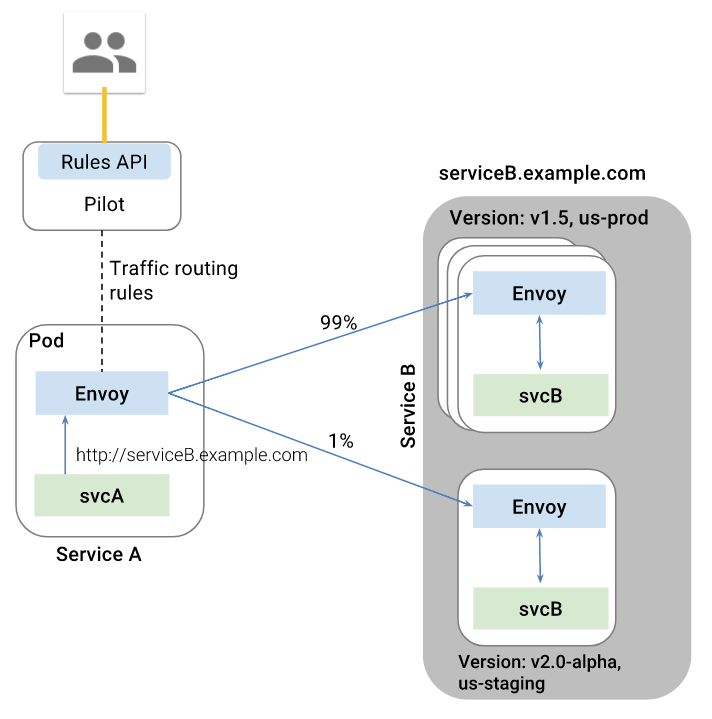 Rules API
Pilot
Traffic routing
rules
Pod
Envoy
http://serviceB.example.com
svcA
Service A
99%
1%
serviceB.example.com
Version: v1.5, us-prod
Envoy
svcB
Service B
Envoy
svcB
Version: v2.0-alpha,
us-staging